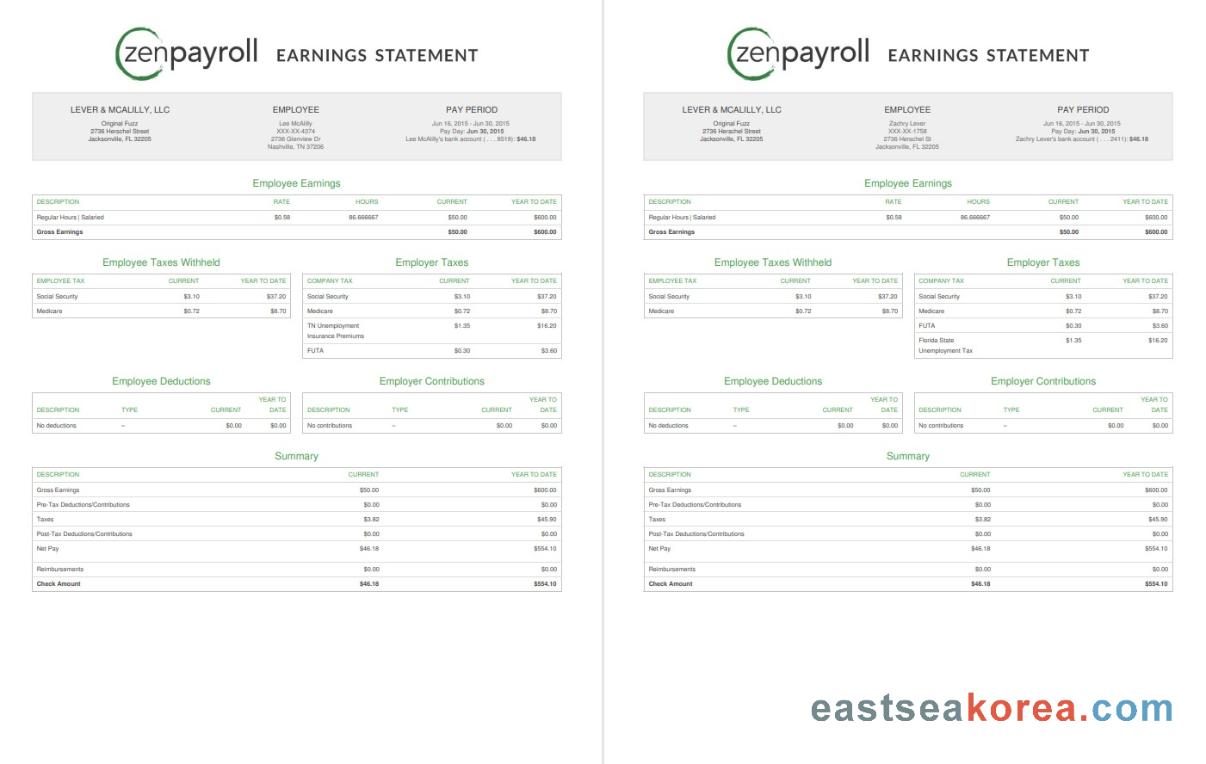 zenpayroll EARNINGS STATEMENT
LEVER & MCALILLY, LLC EMPLOYEE PAY PERIOD
Original Fuzz Lee McAlilly Jun 16, 2015 - Jun 30, 2015
2736 Herschel Street XXX-XX-4374 Pay Day: Jun 30, 2015
Jacksonville, FL 32205 2736 Glenview Dr Lee McAlilly's bank account ( . . . 9519): $46.18
Nashville, TN 37206
Employee Earnings
DESCRIPTION RATE HOURS CURRENT YEAR TO DATE
Regular Hours | Salaried $0.58 86.666667 $50.00 $600.00
Gross Earnings $50.00 $600.00
Employee Taxes Withheld
EMPLOYEE TAX CURRENT YEAR TO DATE
Social Security $3.10 $37.20
Medicare $0.72 $8.70
Employer Taxes
COMPANY TAX CURRENT YEAR TO DATE
Social Security $3.10 $37.20
Medicare $0.72 $8.70
TN Unemployment $1.35 $16.20
Insurance Premiums
FUTA $0.30 $3.60
Employee Deductions
YEAR TO
DESCRIPTION TYPE CURRENT DATE
No deductions – $0.00 $0.00
Employer Contributions
YEAR TO
DESCRIPTION TYPE CURRENT DATE
No contributions – $0.00 $0.00
Summary
DESCRIPTION CURRENT YEAR TO DATE
Gross Earnings $50.00 $600.00
Pre-Tax Deductions/Contributions $0.00 $0.00
Taxes $3.82 $45.90
Post-Tax Deductions/Contributions $0.00 $0.00
Net Pay $46.18 $554.10
Reimbursements $0.00 $0.00
Check Amount $46.18 $554.10
zenpayroll EARNINGS STATEMENT
LEVER & MCALILLY, LLC EMPLOYEE PAY PERIOD
Original Fuzz Zachry Lever Jun 16, 2015 - Jun 30, 2015
2736 Herschel Street XXX-XX-1758 Pay Day: Jun 30, 2015
Jacksonville, FL 32205 2736 Herschel St Zachry Lever's bank account ( . . . 2411): $46.18
Jacksonville, FL 32205
Employee Earnings
DESCRIPTION RATE HOURS CURRENT YEAR TO DATE
Regular Hours | Salaried $0.58 86.666667 $50.00 $600.00
Gross Earnings $50.00 $600.00
Employee Taxes Withheld
EMPLOYEE TAX CURRENT YEAR TO DATE
Social Security $3.10 $37.20
Medicare $0.72 $8.70
Employer Taxes
COMPANY TAX CURRENT YEAR TO DATE
Social Security $3.10 $37.20
Medicare $0.72 $8.70
FUTA $0.30 $3.60
Florida State $1.35 $16.20
Unemployment Tax
Employee Deductions
YEAR TO
DESCRIPTION TYPE CURRENT DATE
No deductions – $0.00 $0.00
Employer Contributions
YEAR TO
DESCRIPTION TYPE CURRENT DATE
No contributions – $0.00 $0.00
Summary
DESCRIPTION CURRENT YEAR TO DATE
Gross Earnings $50.00 $600.00
Pre-Tax Deductions/Contributions $0.00 $0.00
Taxes $3.82 $45.90
Post-Tax Deductions/Contributions $0.00 $0.00
Net Pay $46.18 $554.10
Reimbursements $0.00 $0.00
Check Amount $46.18 $554.10
eastseakorea.com